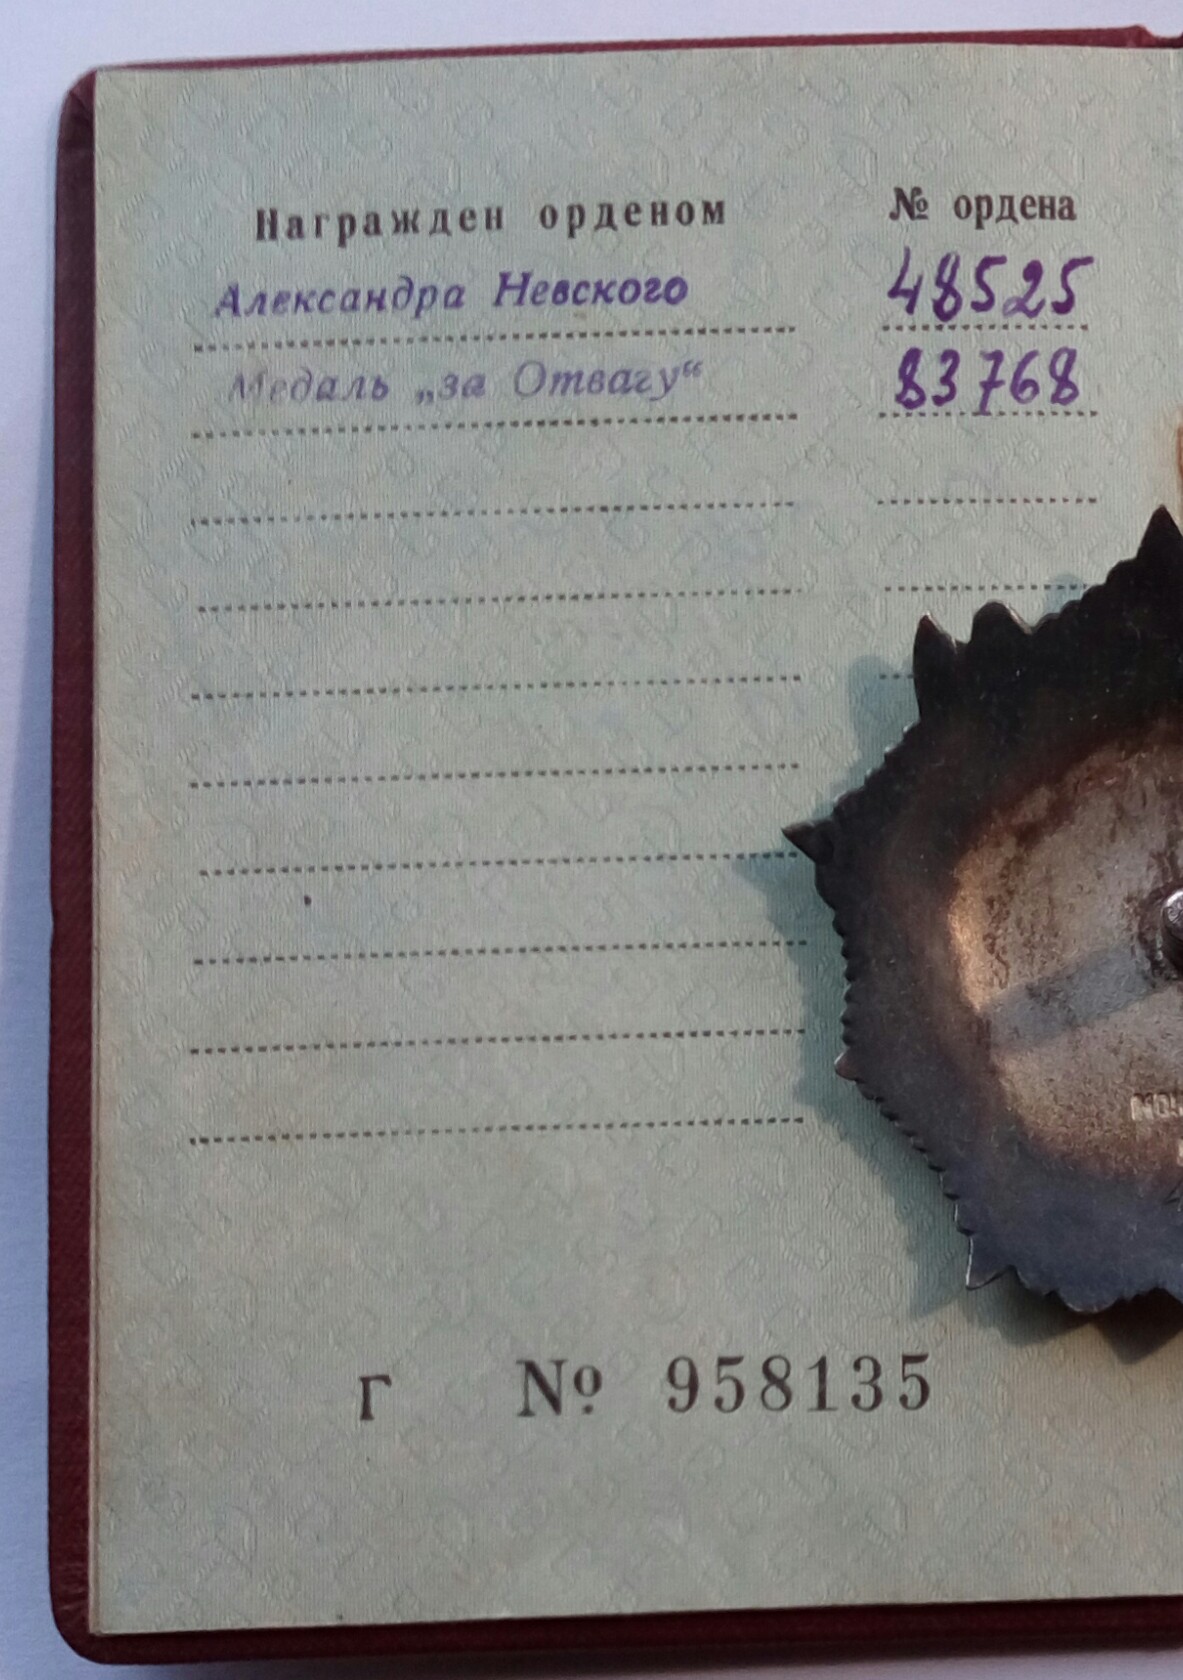 Награжден орденом № ордена
Александра Невского 48525
Медаль „за Отвагу“ 83768
Г № 958135